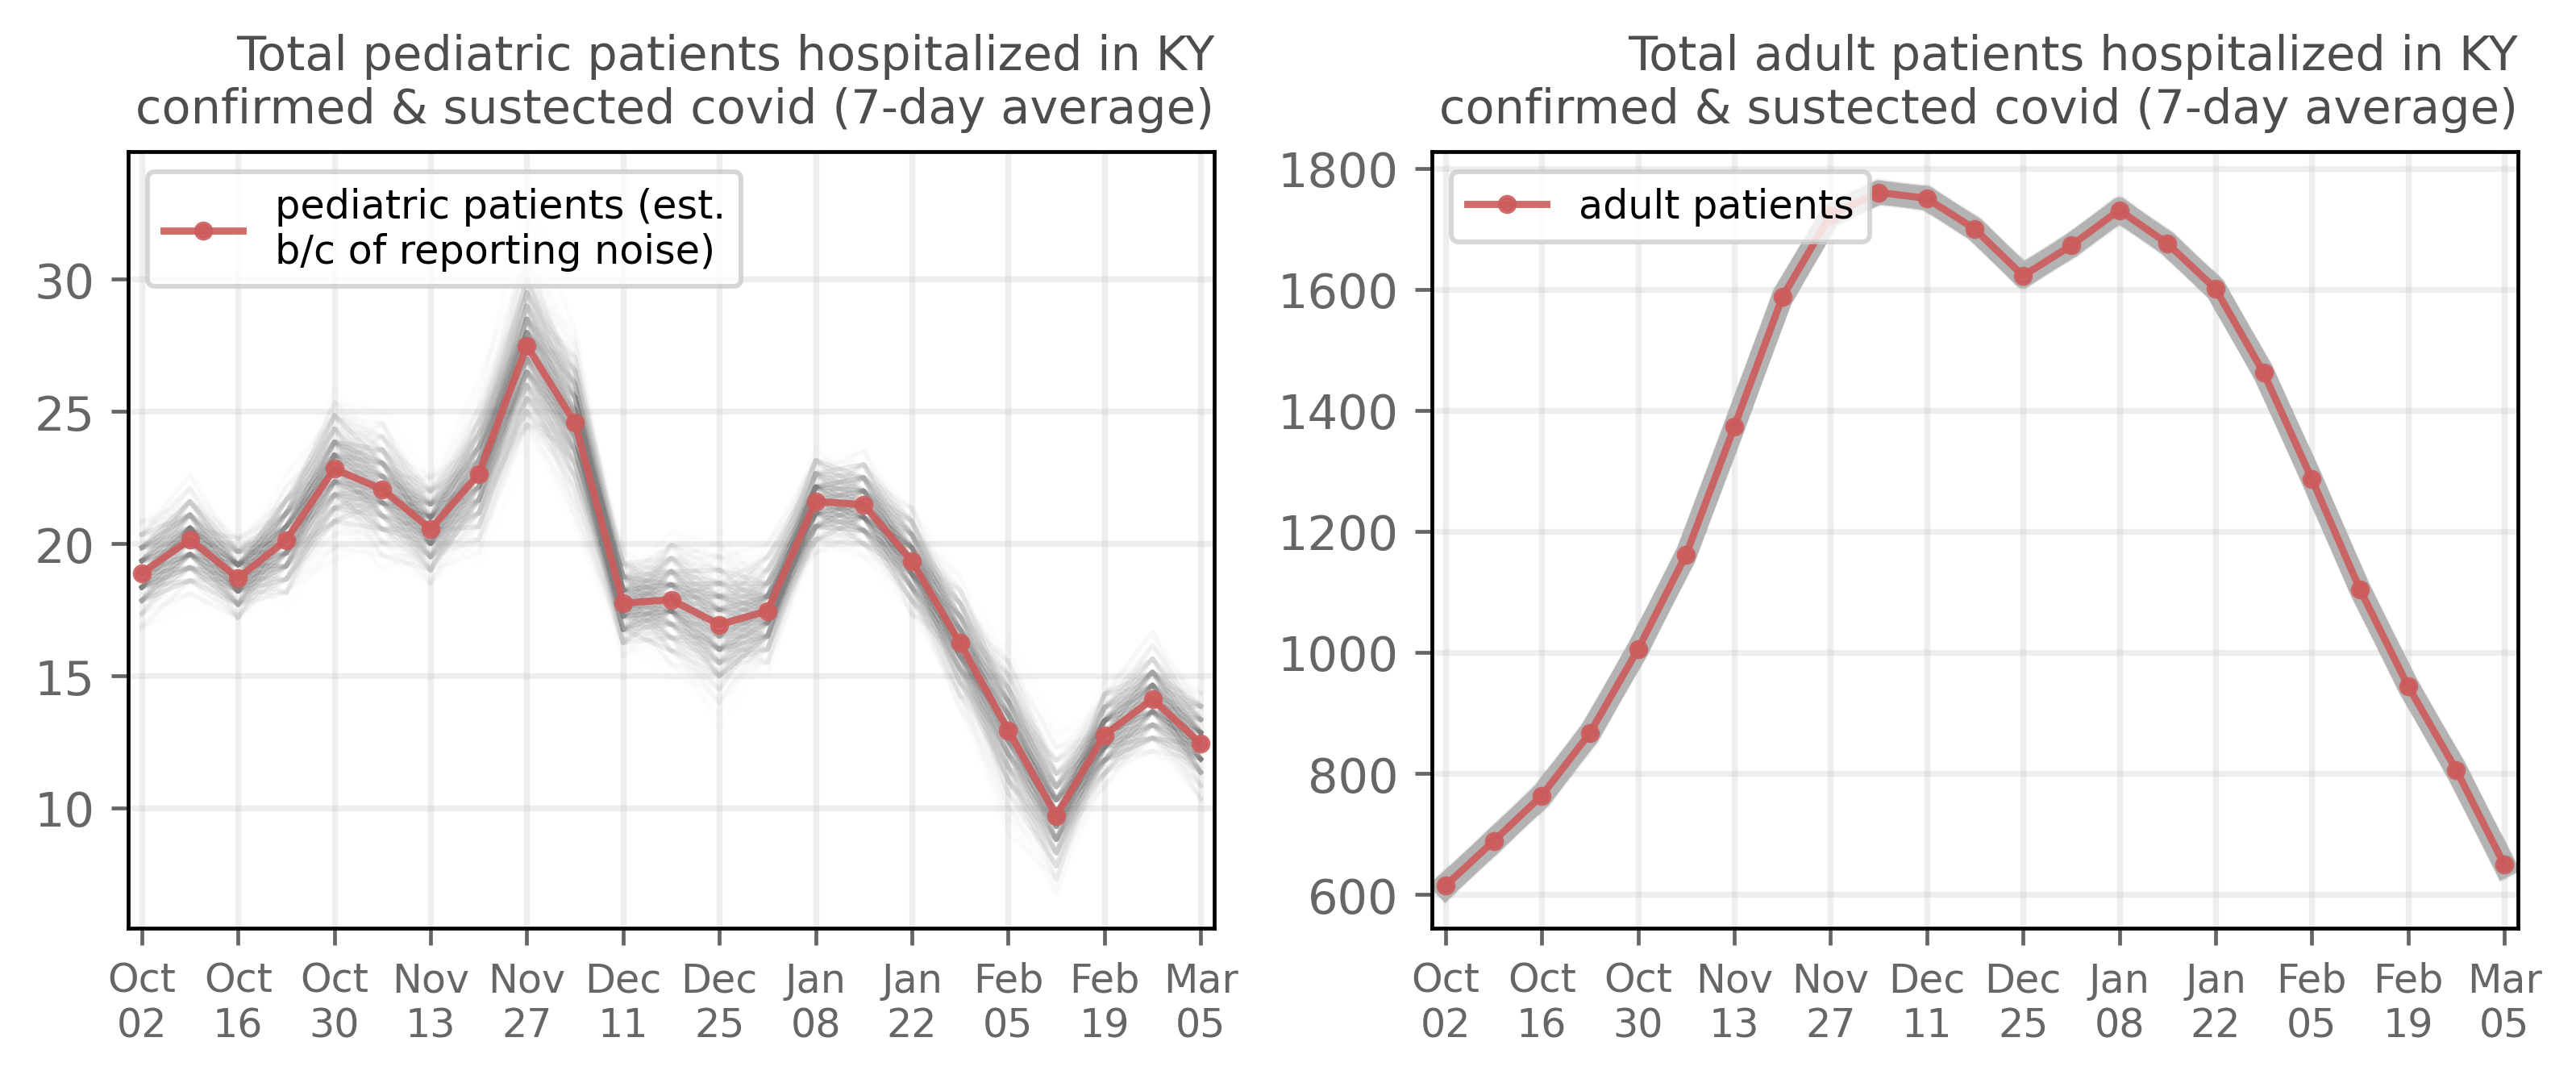 Total pediatric patients hospitalized in KY
confirmed & sustected covid (7-day average)
pediatric patients (est.
b/c of reporting noise)
30
25
20
15
10
Oct Oct Oct Nov Nov Dec Dec Jan Jan Feb Feb Mar
02 16 30 13 27 11 25 08 22 05 19 05
Total adult patients hospitalized in KY
confirmed & sustected covid (7-day average)
adult patients
1800
1600
1400
1200
1000
800
600
Oct Oct Oct Nov Nov Dec Dec Jan Jan Feb Feb Mar
02 16 30 13 27 11 25 08 22 05 19 05